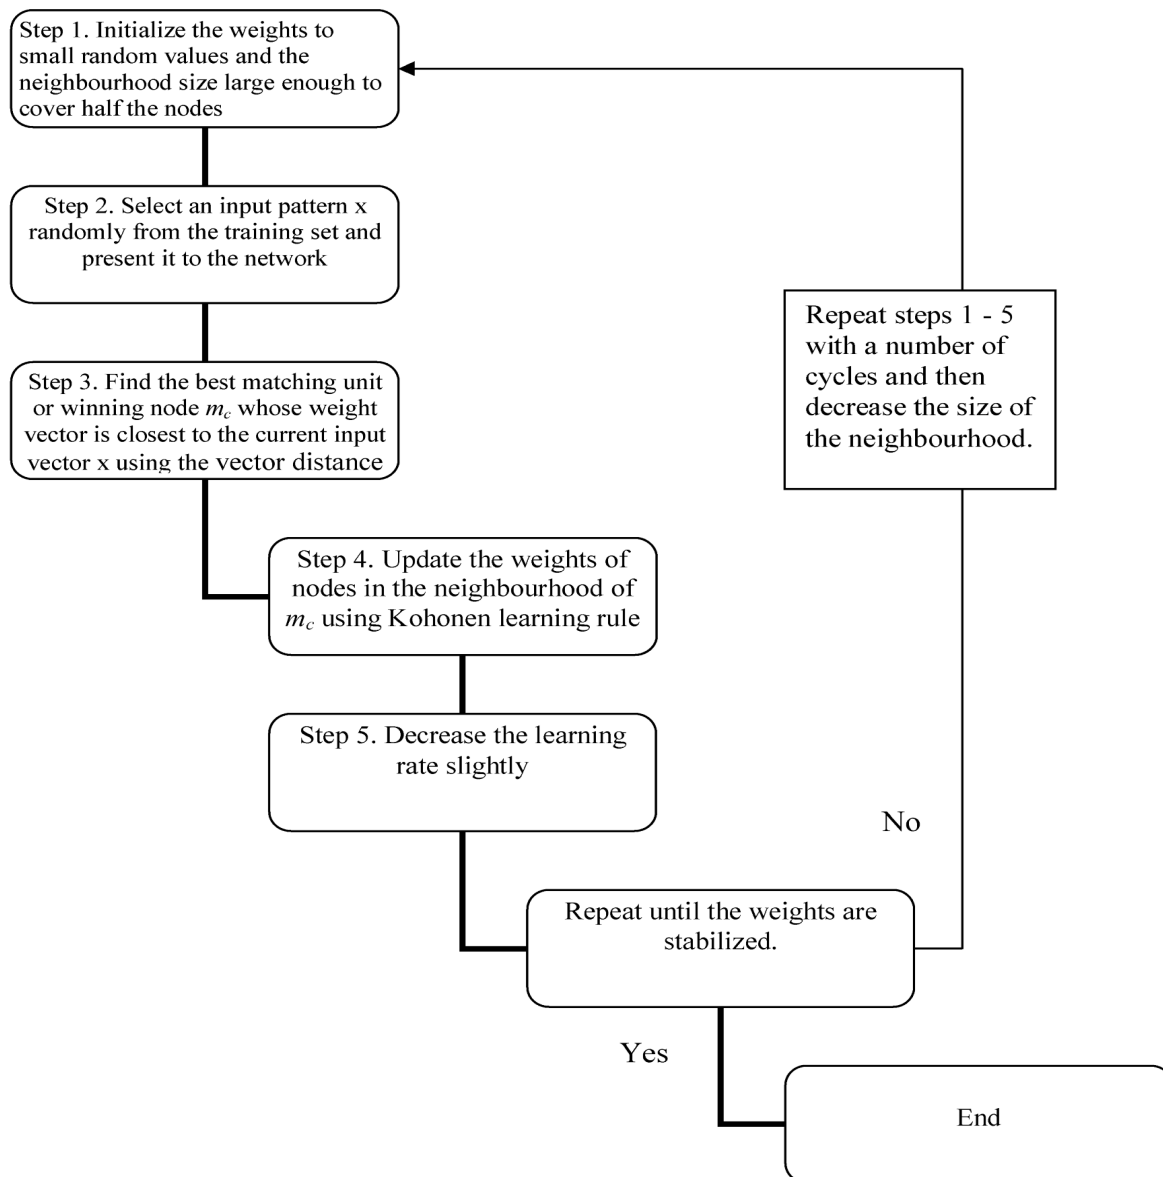 Step 1. Initialize the weights to
small random values and the
neighbourhood size large enough to
cover half the nodes
Step 2. Select an input pattern x
randomly from the training set and
present it to the network
Step 3. Find the best matching unit
or winning node m_c whose weight
vector is closest to the current input
vector x using the vector distance
Step 4. Update the weights of
nodes in the neighbourhood of
m_c using Kohonen learning rule
Step 5. Decrease the learning
rate slightly
Repeat until the weights are
stabilized.
No
Repeat steps 1 - 5
with a number of
cycles and then
decrease the size of
the neighbourhood.
Yes
End